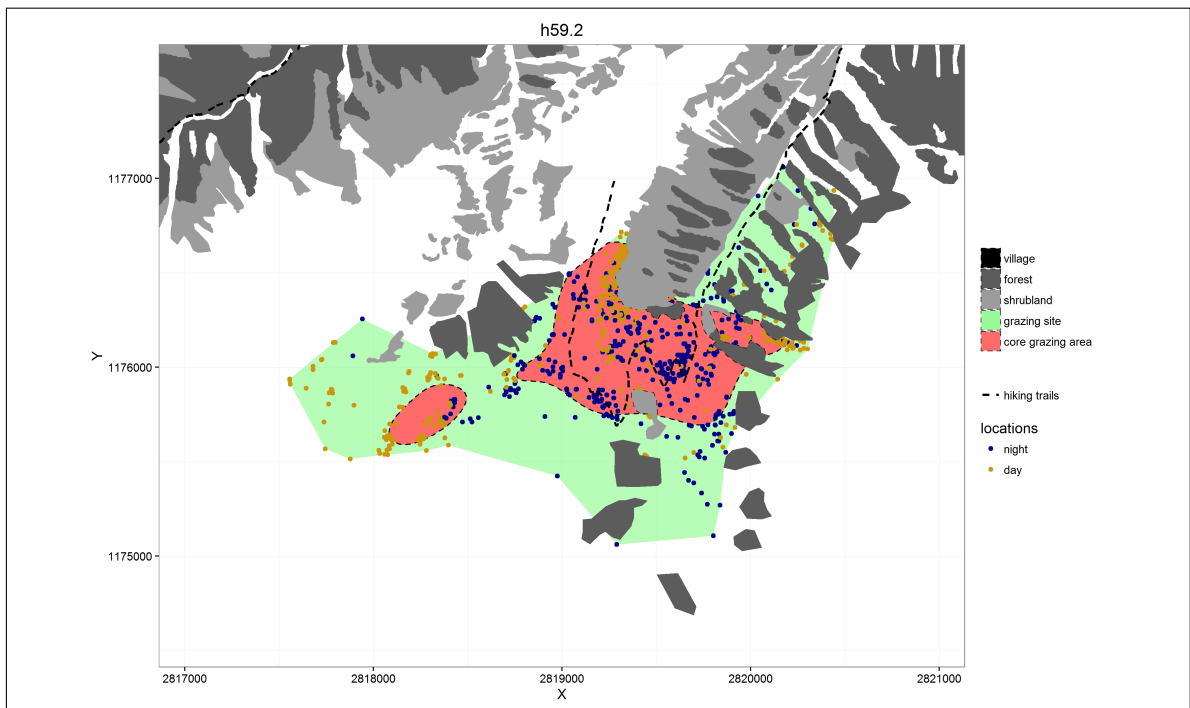 h59.2
Y
1177000
1176000
1175000
2817000
2818000
2819000
2820000
2821000
X
village
forest
shrubland
grazing site
core grazing area
hiking trails
locations
night
day